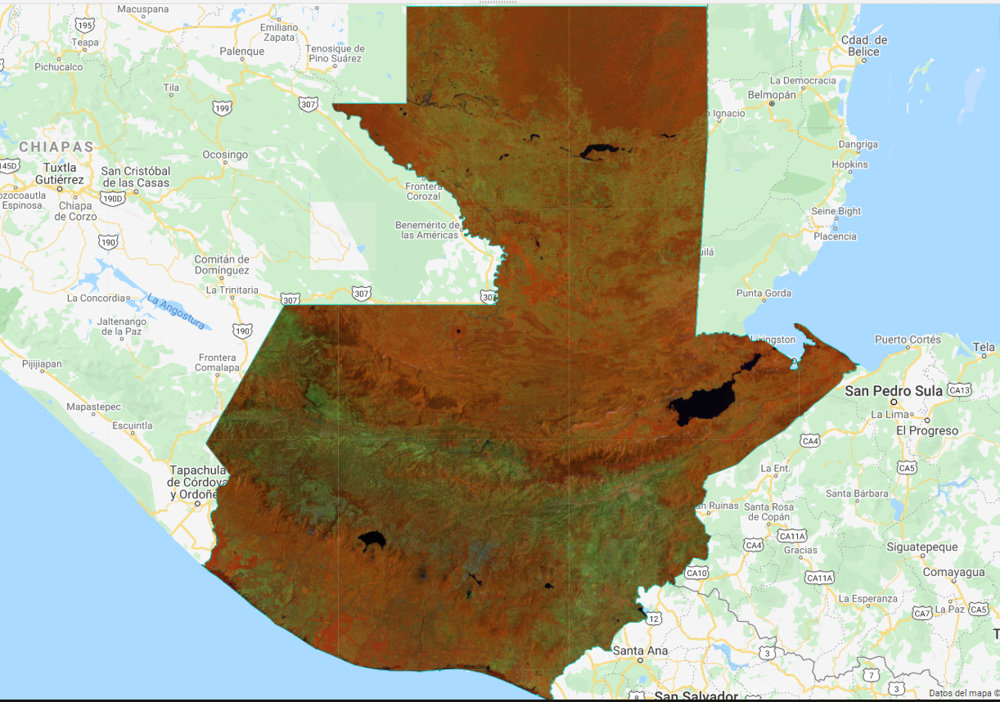 Macuspana
195
Teapa
Pichucalco
Emiliano
Zapata
Palenque
Tenosique de
Pino Suárez
Tila
199
307
Cdad. de
Belice
La Democracia
Belmopán
Ignacio
Dangriga
Hopkins
CHIAPAS
Tuxtla
Gutiérrez
145D
San Cristóbal
de las Casas
190D
Ocosingo
ozocoautla
Espinosa
Chiapa
de Corzo
Frontera
Corozal
Benemérito de
las Américas
Seine Bight
Placencia
190
uilá
Comitán de
Domínguez
La Trinitaria
307
307
307
Punta Gorda
La Concordia
La Angostura
190
Jaltenango
de la Paz
Livingston
Puerto Cortés
Tela
Pijijiapan
Frontera
Comalapa
San Pedro Sula
CA13
La Lima
El Progreso
Mapastepec
Escuintla
CA4
Tapachula
de Córdova
y Ordoñe
La Ent.
CA5
Santa Bárbara
an Ruinas
Santa Rosa
de Copán
CA11A
CA4
Gracias
Siguatepeque
CA10
CA11A
Comayagua
La Esperanza
CA7
La Paz
CA5
12
Santa Ana
3
7
3
8
San Salvador
T
Datos del mapa ©